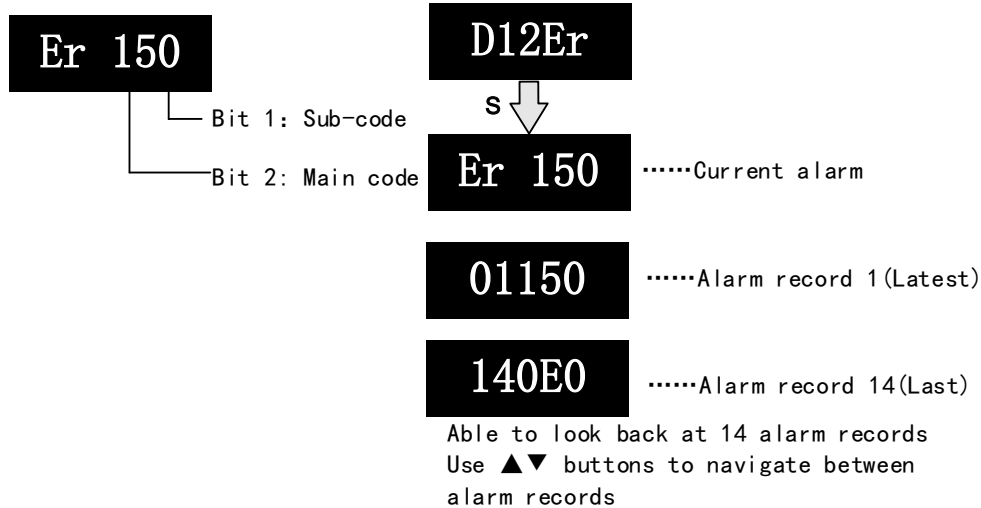 Er 150
Bit 1：Sub-code
Bit 2: Main code
D12Er
S
Er 150
······Current alarm
01150
······Alarm record 1(Latest)
140E0
······Alarm record 14(Last)
Able to look back at 14 alarm records
Use ▲▼ buttons to navigate between
alarm records